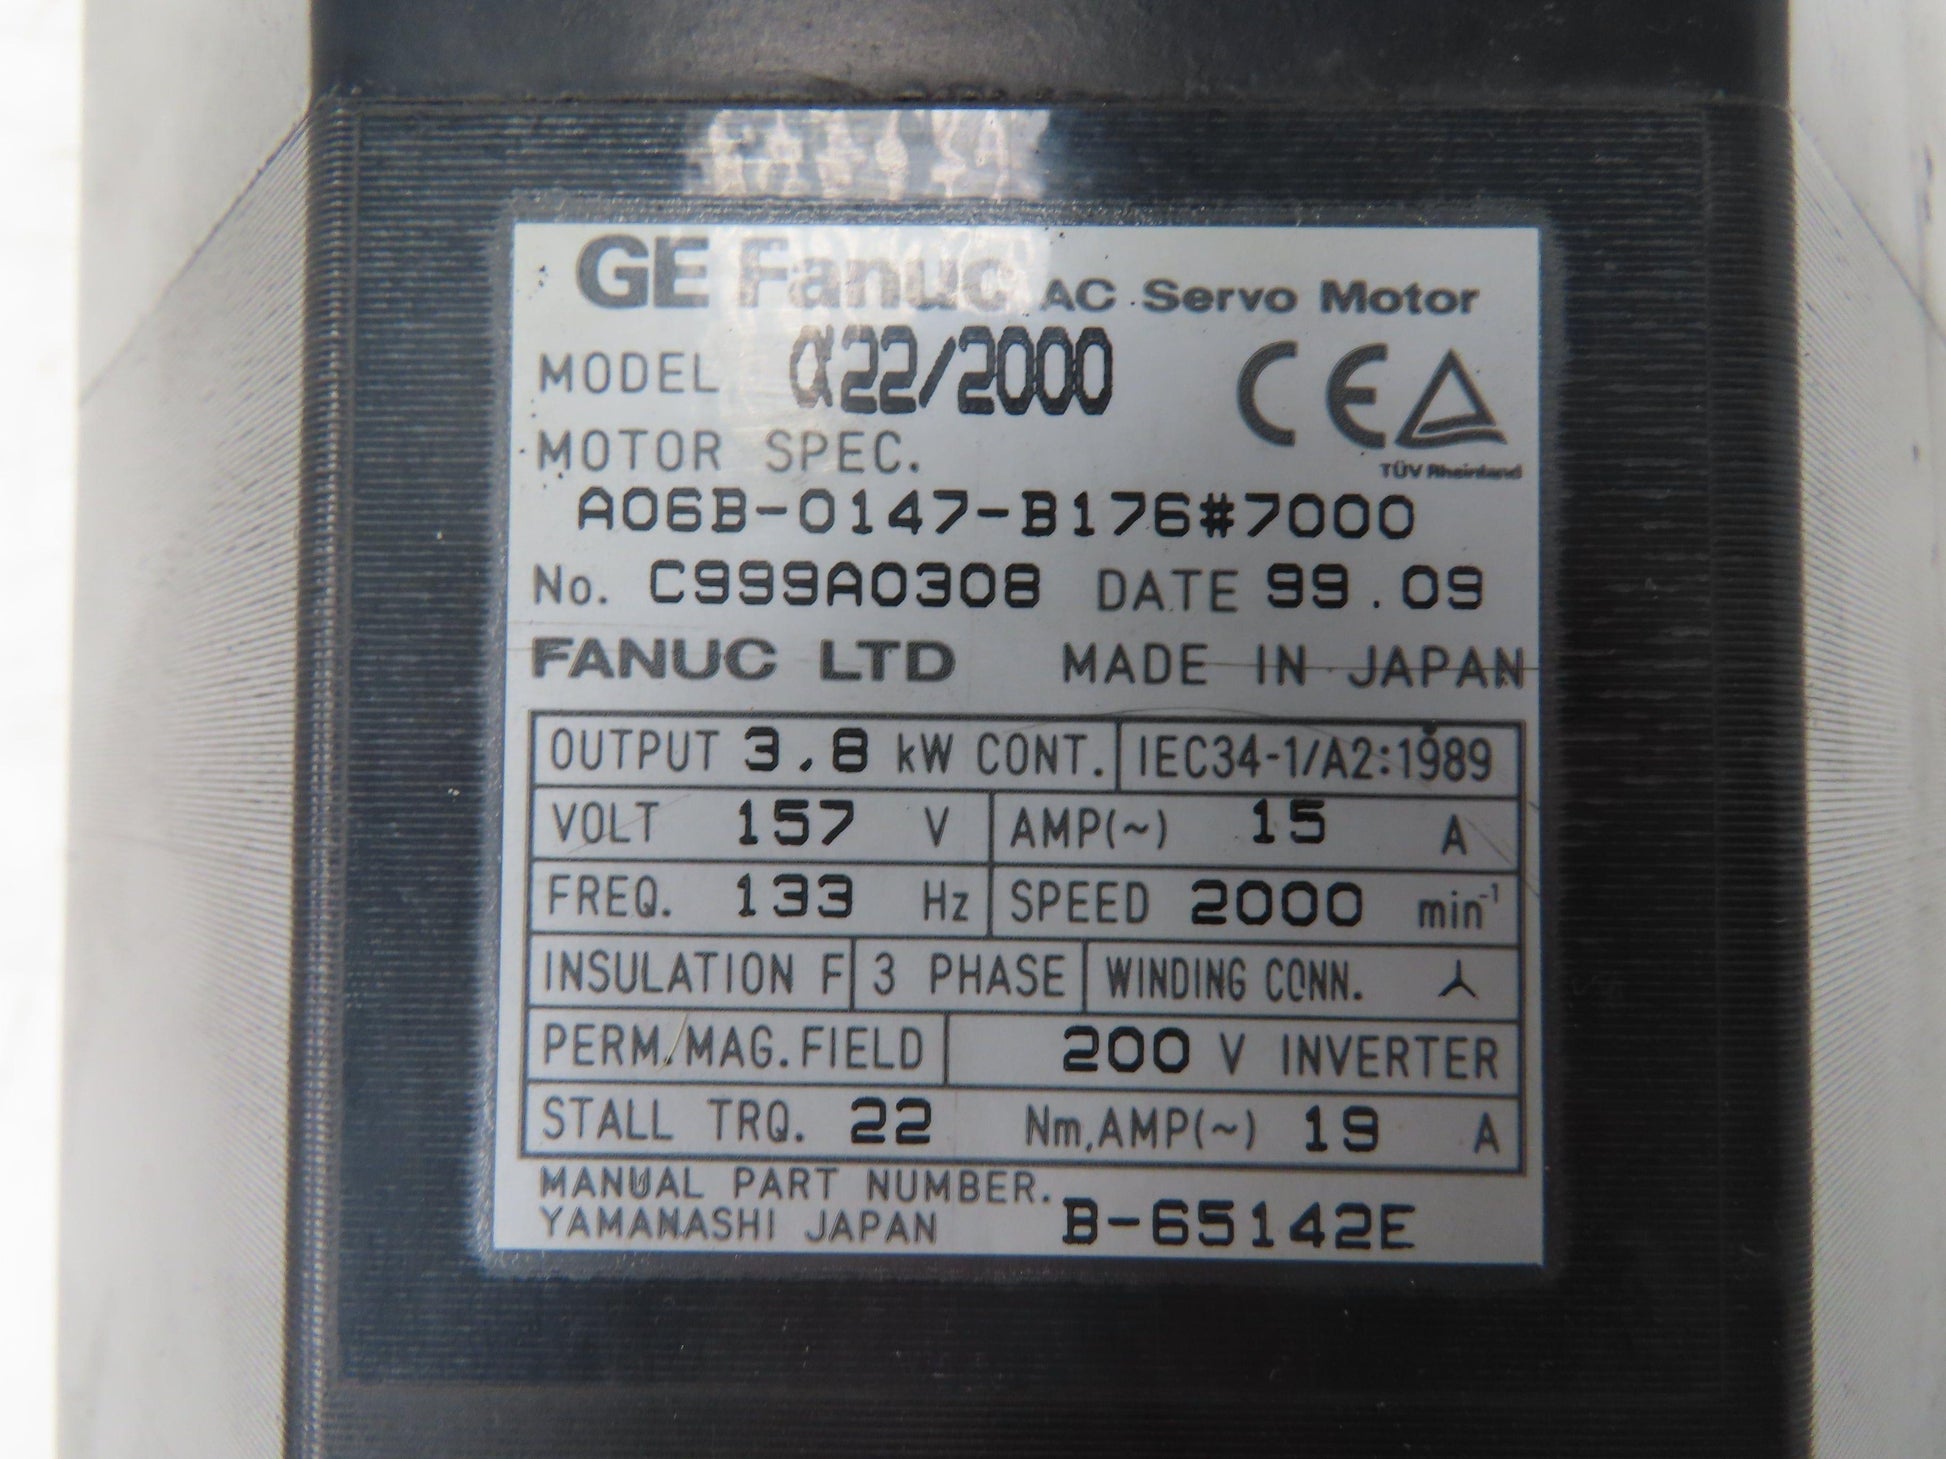 GE Fanuc AC Servo Motor
MODEL α22/2000
CE
TÜV Rheinland
MOTOR SPEC.
A06B-0147-B176#7000
No. C999A0308 DATE 99.09
FANUC LTD MADE IN JAPAN
OUTPUT 3.8 kW CONT. IEC34-1/A2:1989
VOLT 157 V AMP(~) 15 A
FREQ. 133 Hz SPEED 2000 min⁻¹
INSULATION F 3 PHASE WINDING CONN.
PERM.MAG.FIELD 200 V INVERTER
STALL TRQ. 22 Nm,AMP(~) 19 A
MANUAL PART NUMBER.
YAMANASHI JAPAN B-65142E